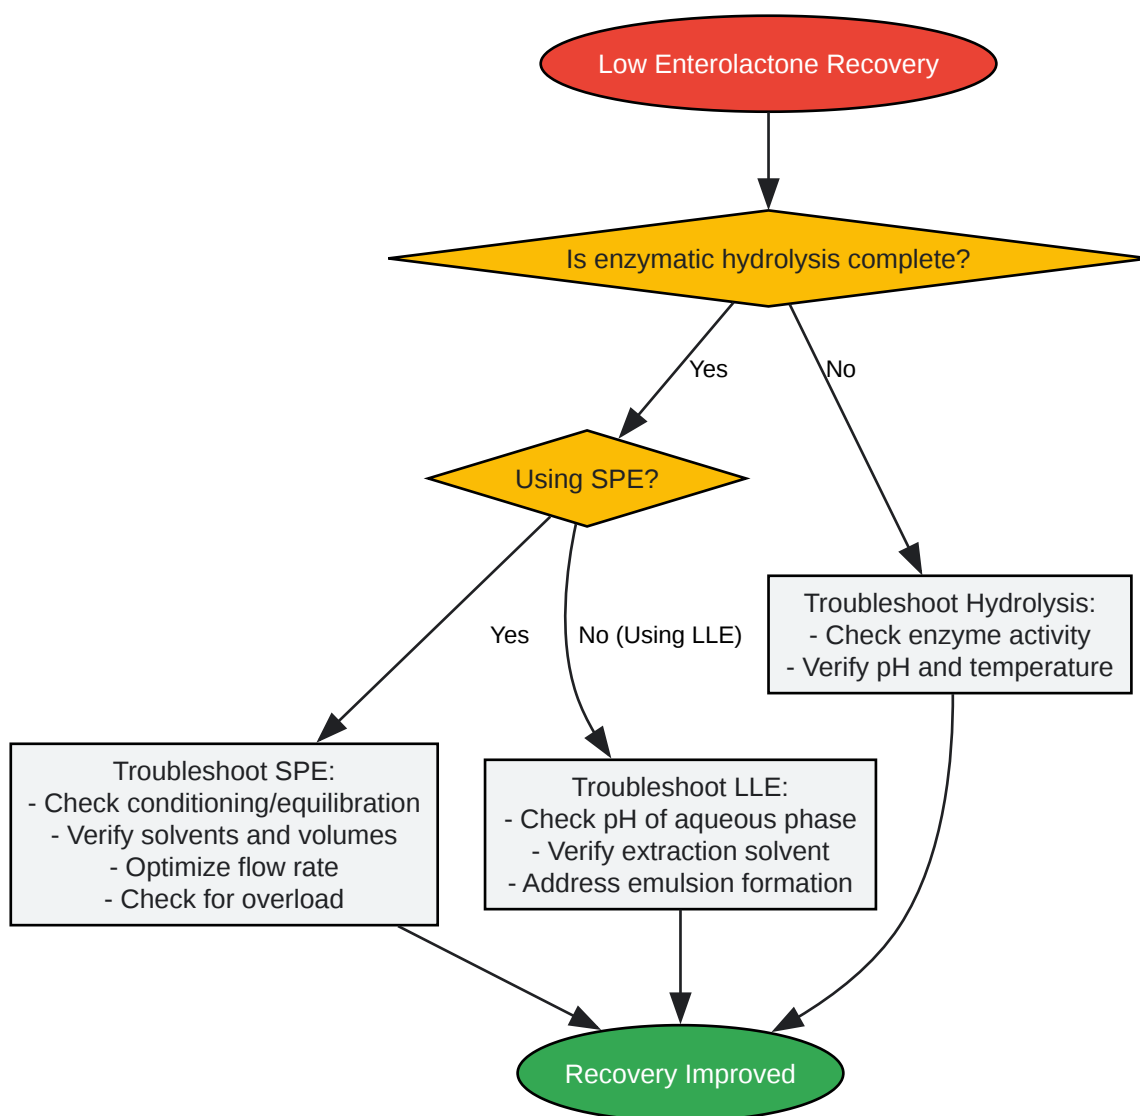 Low Enterolactone Recovery
Is enzymatic hydrolysis complete?
Yes
No
Using SPE?
Yes
No (Using LLE)
Troubleshoot Hydrolysis:
- Check enzyme activity
- Verify pH and temperature
Troubleshoot SPE:
- Check conditioning/equilibration
- Verify solvents and volumes
- Optimize flow rate
- Check for overload
Troubleshoot LLE:
- Check pH of aqueous phase
- Verify extraction solvent
- Address emulsion formation
Recovery Improved